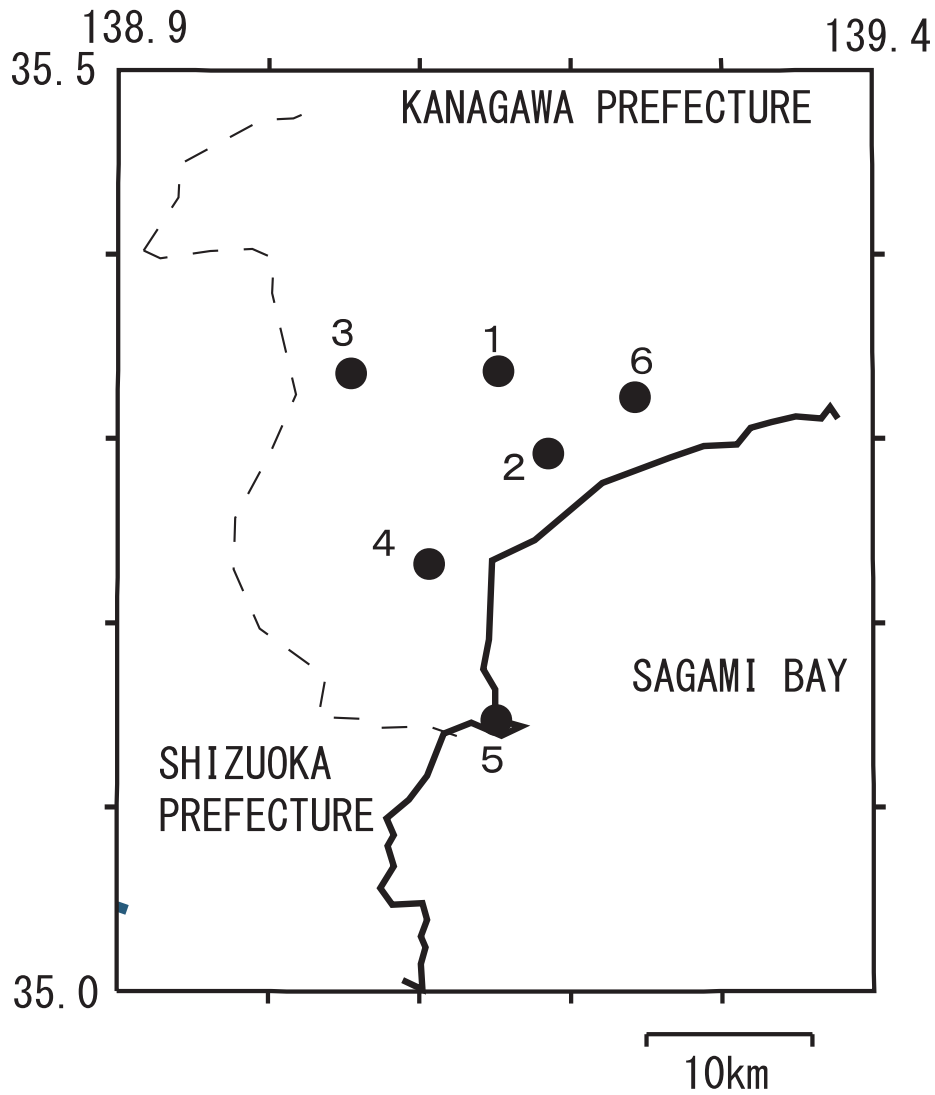 138.9
139.4
35.5
KANAGAWA PREFECTURE
3
1
6
2
4
SAGAMI BAY
5
SHIZUOKA
PREFECTURE
35.0
10km